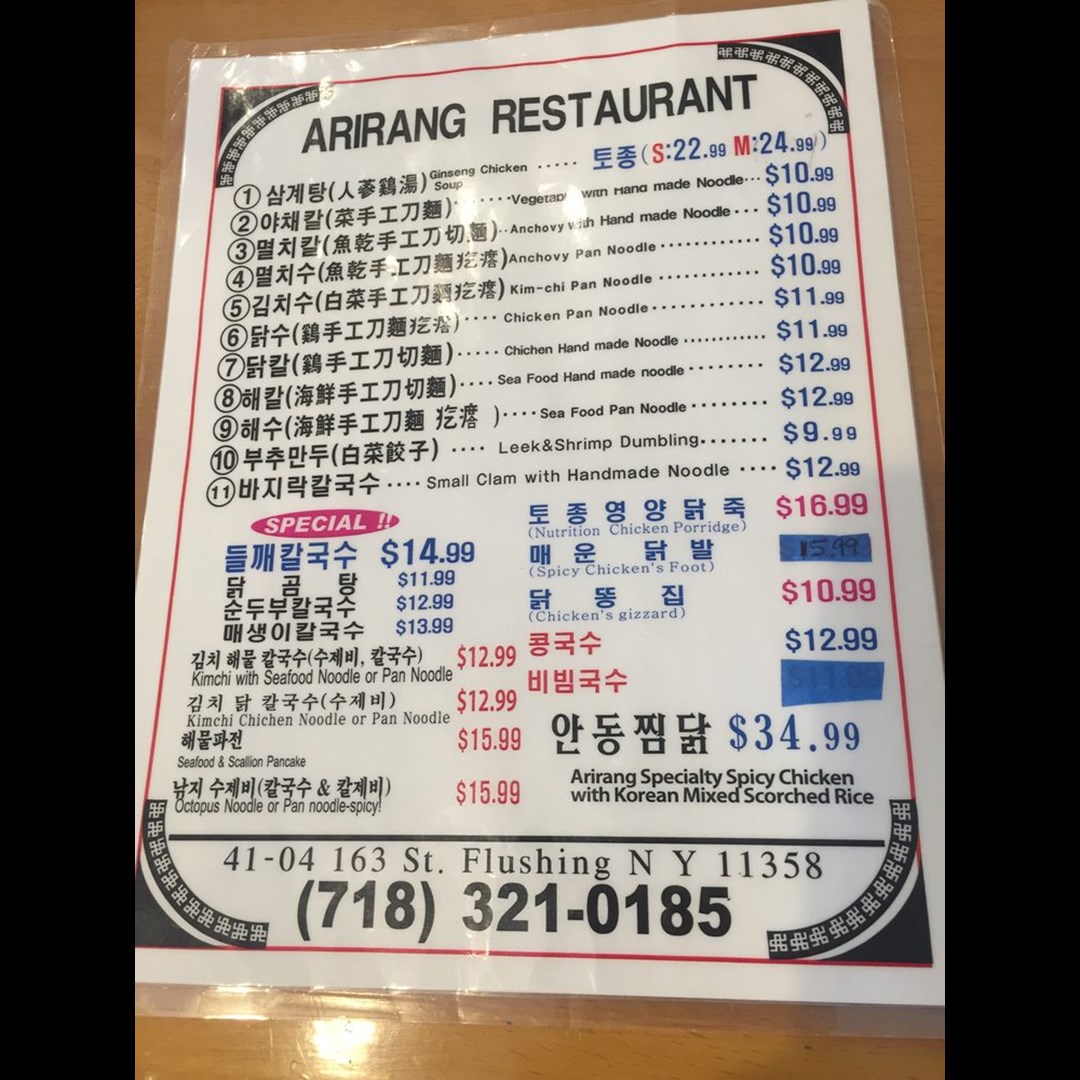 ARIRANG RESTAURANT
① 삼계탕(人蔘鷄湯) Ginseng Chicken Soup ····· 토종(S:22.99 M:24.99)
② 야채칼(菜手工刀麵)·······Vegetable with Hand made Noodle··· $10.99
③ 멸치칼(魚乾手工刀切麵)··Anchovy with Hand made Noodle··· $10.99
④ 멸치수(魚乾手工刀麵疙瘩)Anchovy Pan Noodle············ $10.99
⑤ 김치수(白菜手工刀麵疙瘩) Kim-chi Pan Noodle ············ $10.99
⑥ 닭수(鷄手工刀麵疙瘩)···· Chicken Pan Noodle············ $11.99
⑦ 닭칼(鷄手工刀切麵)····· Chichen Hand made Noodle ············ $11.99
⑧ 해칼(海鮮手工刀切麵)···· Sea Food Hand made noodle········ $12.99
⑨ 해수(海鮮手工刀麵 疙瘩 )···· Sea Food Pan Noodle ········ $12.99
⑩ 부추만두(白菜餃子) ···· Leek&Shrimp Dumbling······· $9.99
⑪ 바지락칼국수 ···· Small Clam with Handmade Noodle ···· $12.99
SPECIAL !!
들깨칼국수 $14.99
닭 곰 탕 $11.99
순두부칼국수 $12.99
매생이칼국수 $13.99
김치 해물 칼국수(수제비, 칼국수) $12.99
Kimchi with Seafood Noodle or Pan Noodle
김치 닭 칼국수(수제비) $12.99
Kimchi Chichen Noodle or Pan Noodle
해물파전 $15.99
Seafood & Scallion Pancake
낙지 수제비(칼국수 & 칼제비) $15.99
Octopus Noodle or Pan noodle-spicy!
토 종 영 양 닭 죽 $16.99
(Nutrition Chicken Porridge)
매 운 닭 발 $15.99
(Spicy Chicken's Foot)
닭 똥 집 $10.99
(Chicken's gizzard)
콩국수 $12.99
비빔국수
안동찜닭 $34.99
Arirang Specialty Spicy Chicken
with Korean Mixed Scorched Rice
41-04 163 St. Flushing N Y 11358
(718) 321-0185